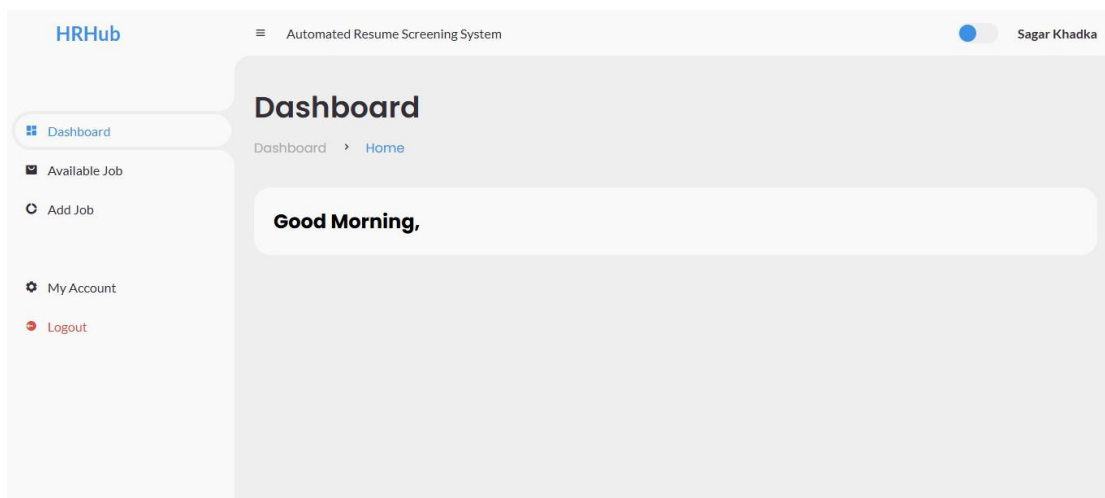 HRHub
Automated Resume Screening System
Sagar Khadka
Dashboard
Available Job
Add Job
My Account
Logout
Dashboard
Dashboard > Home
Good Morning,